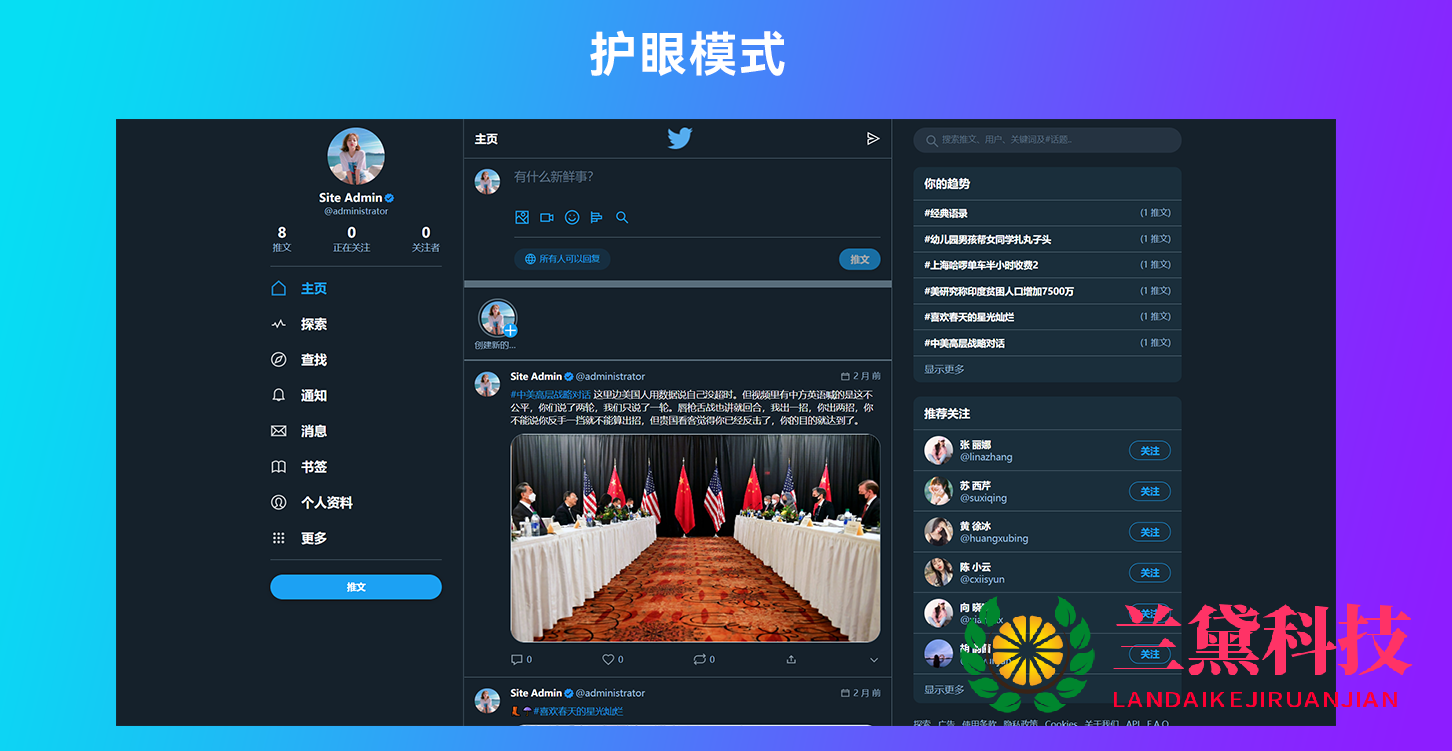 护眼模式
Site Admin
@administrator
8 0 0
推文 正在关注 关注者
主页
探索
查找
通知
消息
书签
个人资料
更多
推文
主页
有什么新鲜事?
所有人可以回复
推文
创建新的...
Site Admin @administrator 2 月 前
#中美高层战略对话 这里边美国人用数据说自己没超时。但视频里有中方英语喊的是这不
公平，你们说了两轮，我们只说了一轮。唇枪舌战也讲就回合，我出一招，你出两招，你
不能说你反手一挡就不能算出招，但贵国看客觉得你已经反击了，你的目的就达到了。
0 0 0
Site Admin @administrator 2 月 前
#喜欢春天的星光灿烂
搜索推文、用户、关键词及#话题..
你的趋势
#经典语录 (1 推文)
#幼儿园男孩帮女同学扎丸子头 (1 推文)
#上海哈啰单车半小时收费2 (1 推文)
#美研究称印度贫困人口增加7500万 (1 推文)
#喜欢春天的星光灿烂 (1 推文)
#中美高层战略对话 (1 推文)
显示更多
推荐关注
张 丽娜
@linazhang 关注
苏 西芹
@suxiqing 关注
黄 徐冰
@huangxubing 关注
陈 小云
@cxiisyun 关注
向 晓
关注
关注
显示更多
探索 广告 使用条款 隐私政策 Cookies 关于我们 API F.A.Q
兰黛科技
LANDAIKEJIRUANJIAN